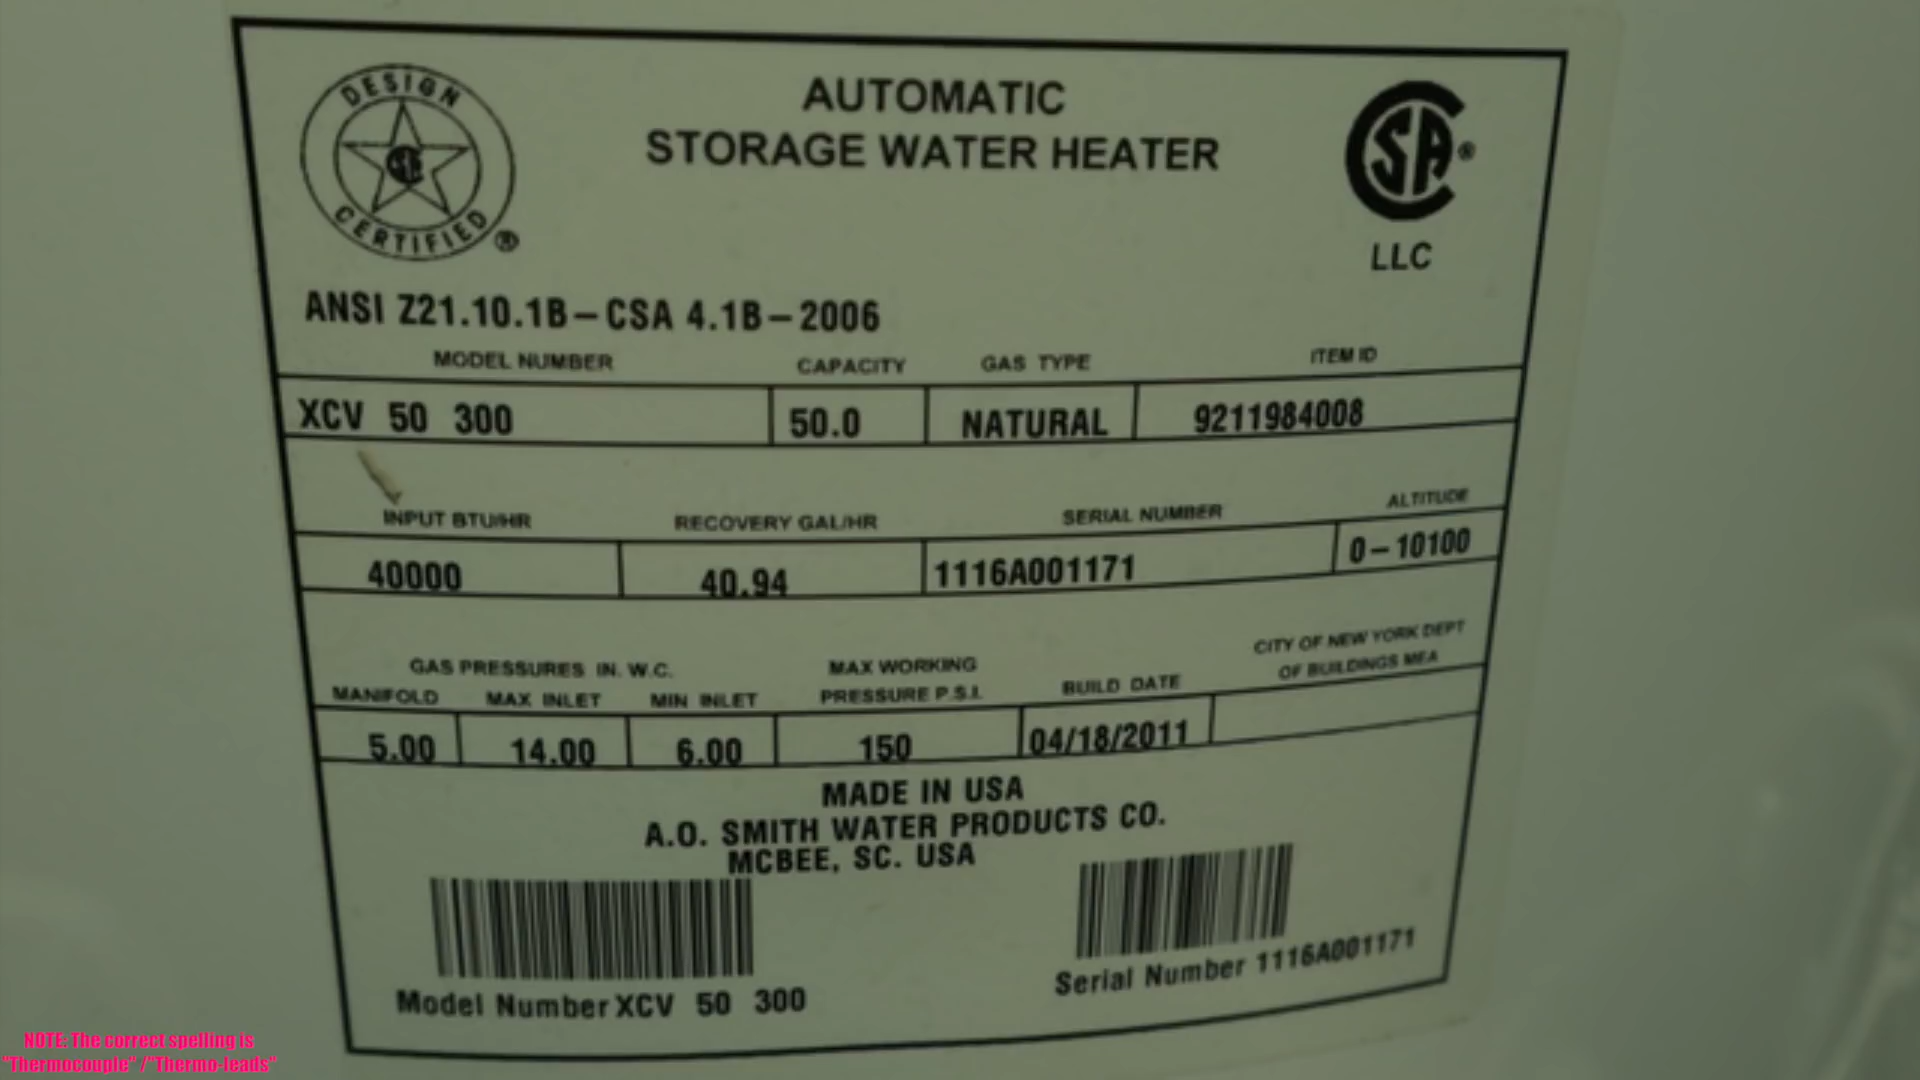 DESIGN
CERTIFIED
®
AUTOMATIC
STORAGE WATER HEATER
CSA ®
LLC
ANSI Z21.10.1B-CSA 4.1B-2006
MODEL NUMBER CAPACITY GAS TYPE ITEM ID
XCV 50 300 50.0 NATURAL 9211984008
INPUT BTU/HR RECOVERY GAL/HR SERIAL NUMBER ALTITUDE
40000 40.94 1116A001171 0-10100
GAS PRESSURES IN. W.C. MAX WORKING CITY OF NEW YORK DEPT
MANIFOLD MAX INLET MIN INLET PRESSURE P.S.I. BUILD DATE OF BUILDINGS MEA
5.00 14.00 6.00 150 04/18/2011
MADE IN USA
A.O. SMITH WATER PRODUCTS CO.
MCBEE, SC. USA
Model Number XCV 50 300
Serial Number 1116A001171
NOTE: The correct spelling is
"Thermocouple" /"Thermo-leads"